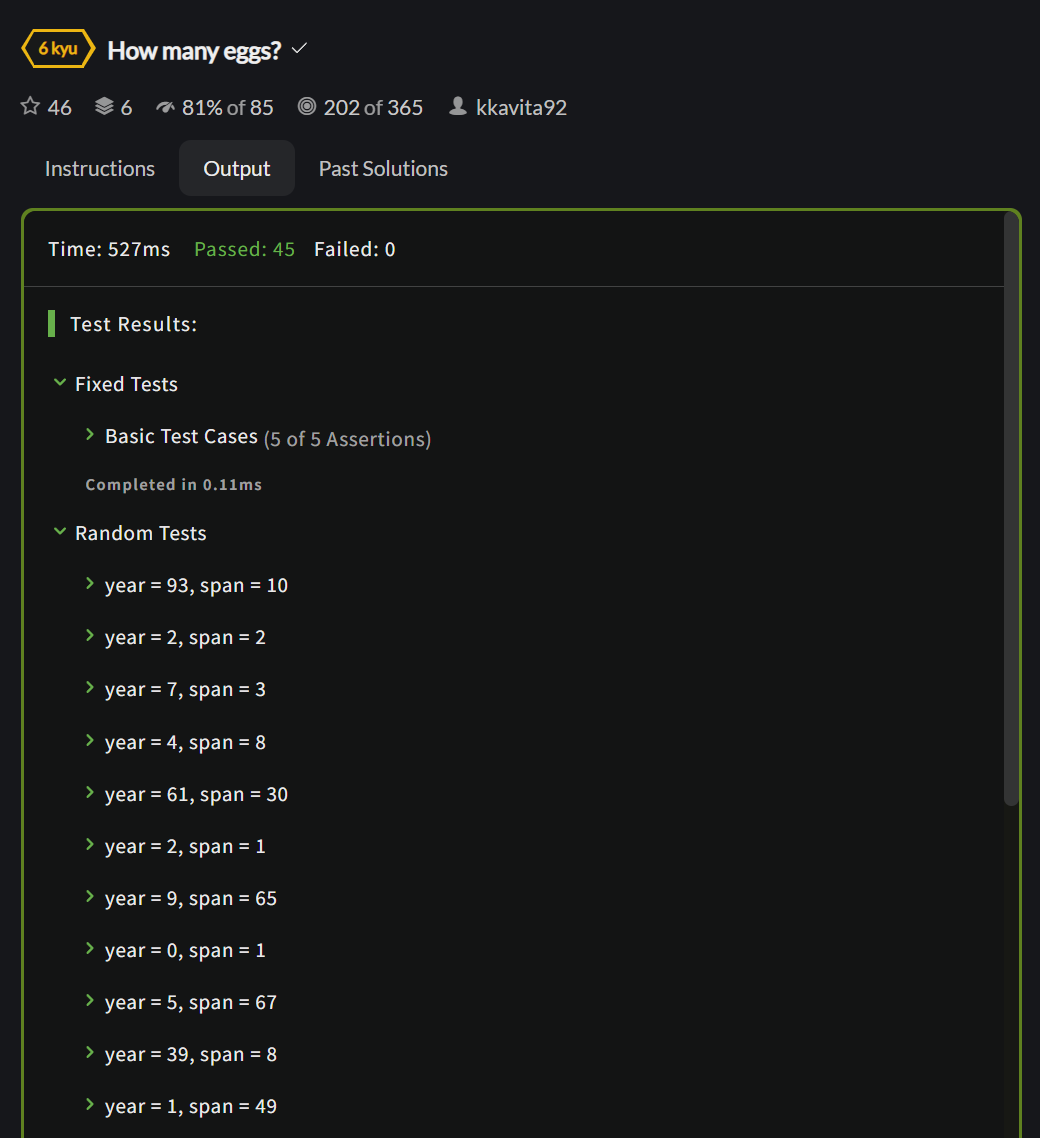 6 kyu How many eggs?
46 6 81% of 85 202 of 365 kkavita92
Instructions Output Past Solutions
Time: 527ms Passed: 45 Failed: 0
Test Results:
Fixed Tests
Basic Test Cases (5 of 5 Assertions)
Completed in 0.11ms
Random Tests
year = 93, span = 10
year = 2, span = 2
year = 7, span = 3
year = 4, span = 8
year = 61, span = 30
year = 2, span = 1
year = 9, span = 65
year = 0, span = 1
year = 5, span = 67
year = 39, span = 8
year = 1, span = 49